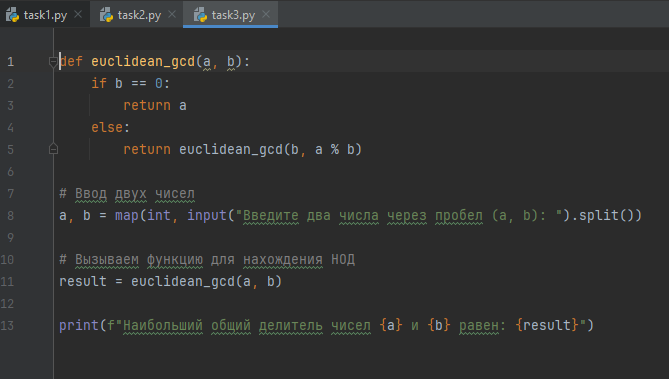 task1.py task2.py task3.py
1 def euclidean_gcd(a, b):
2 if b == 0:
3 return a
4 else:
5 return euclidean_gcd(b, a % b)
6
7 # Ввод двух чисел
8 a, b = map(int, input("Введите два числа через пробел (a, b): ").split())
9
10 # Вызываем функцию для нахождения НОД
11 result = euclidean_gcd(a, b)
12
13 print(f"Наибольший общий делитель чисел {a} и {b} равен: {result}")